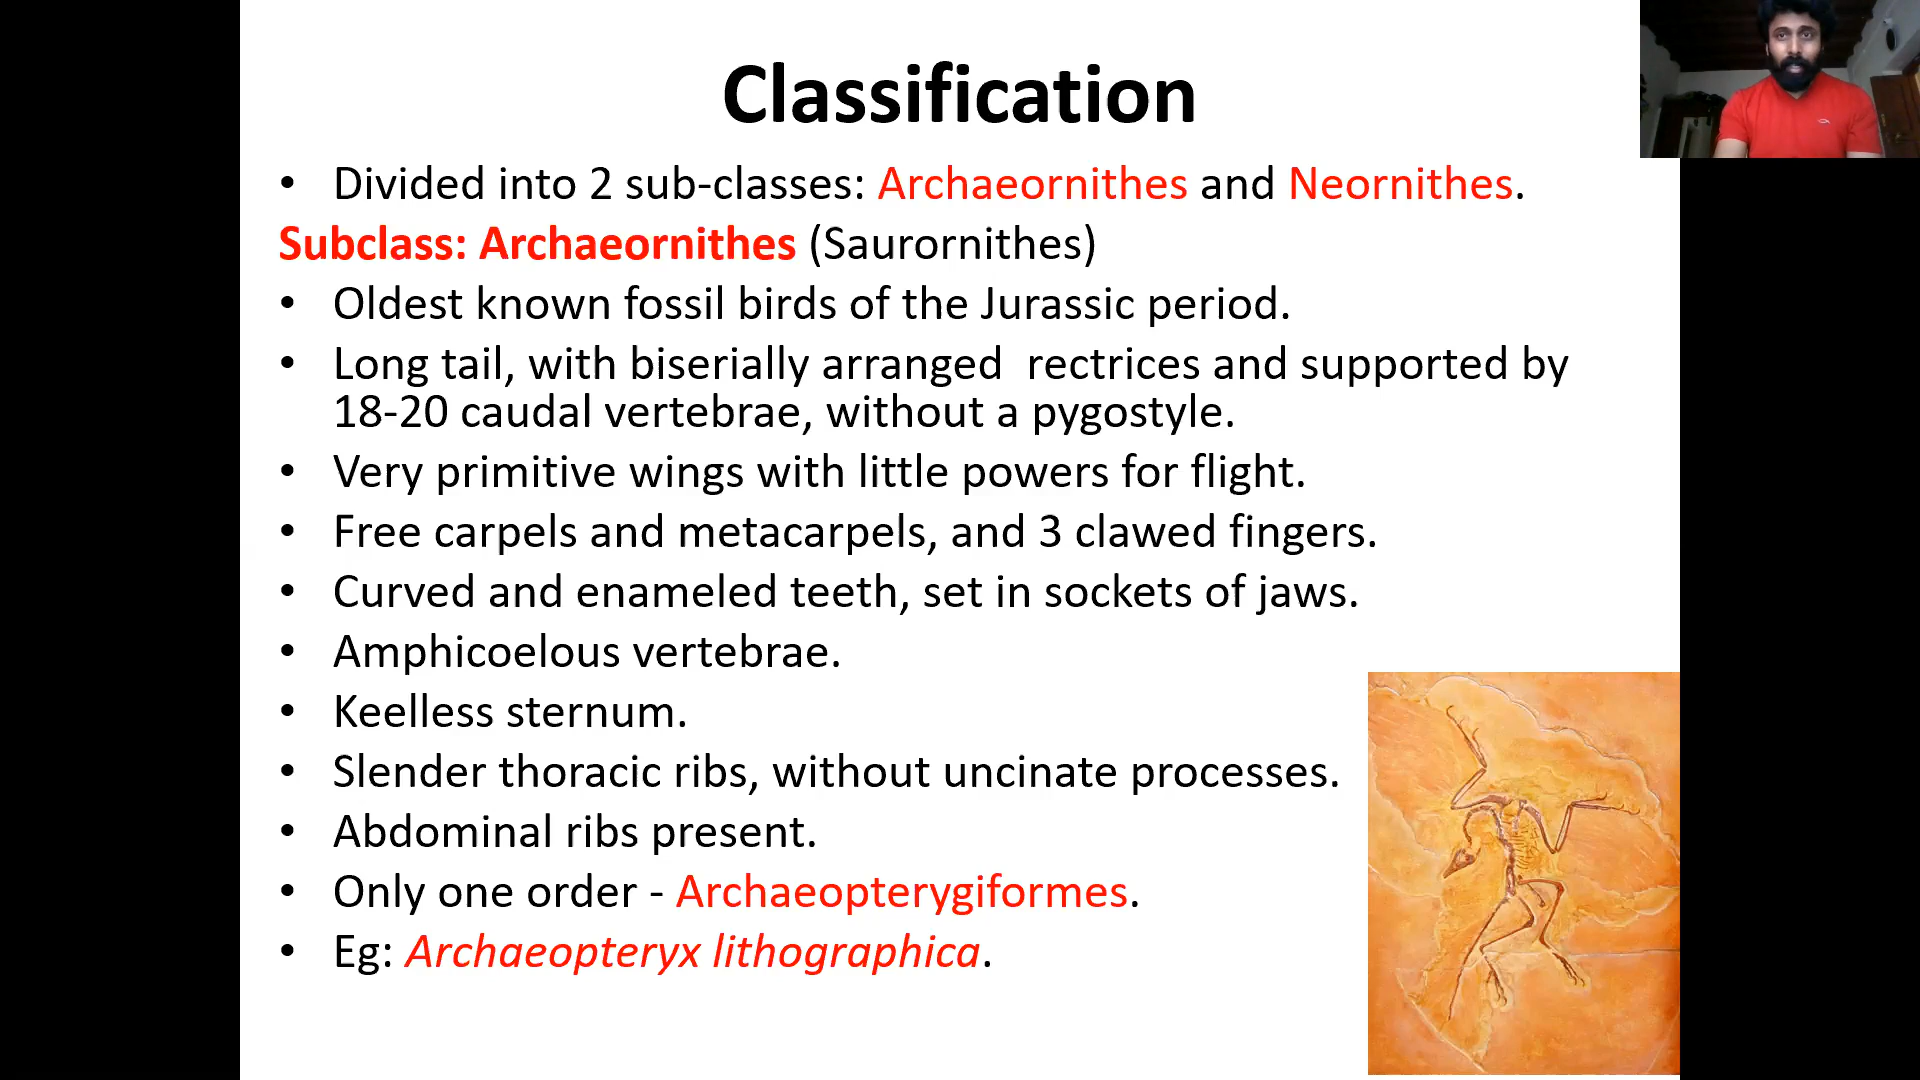 Classification
• Divided into 2 sub-classes: Archaeornithes and Neornithes.
Subclass: Archaeornithes (Saurornithes)
• Oldest known fossil birds of the Jurassic period.
• Long tail, with biserially arranged  rectrices and supported by
18-20 caudal vertebrae, without a pygostyle.
• Very primitive wings with little powers for flight.
• Free carpels and metacarpels, and 3 clawed fingers.
• Curved and enameled teeth, set in sockets of jaws.
• Amphicoelous vertebrae.
• Keelless sternum.
• Slender thoracic ribs, without uncinate processes.
• Abdominal ribs present.
• Only one order - Archaeopterygiformes.
• Eg: Archaeopteryx lithographica.